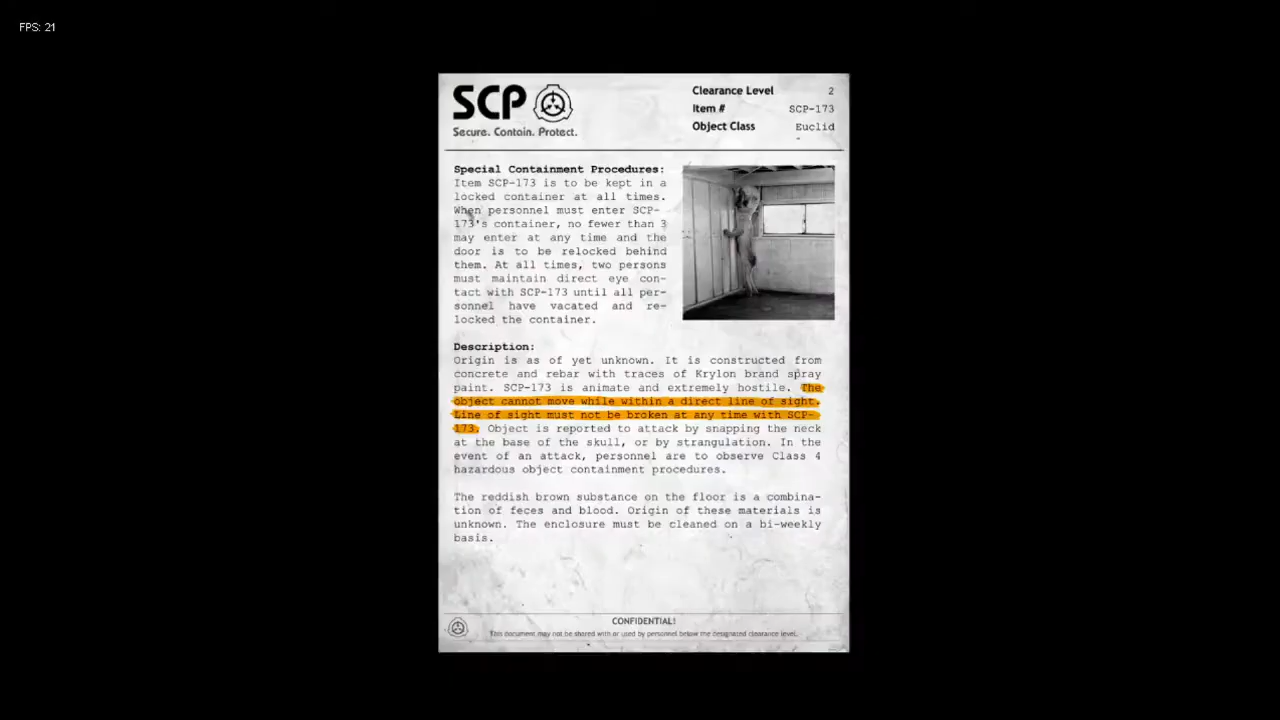 FPS: 21
SCP
Secure. Contain. Protect.
Clearance Level 2
Item # SCP-173
Object Class Euclid
Special Containment Procedures:
Item SCP-173 is to be kept in a
locked container at all times.
When personnel must enter SCP-
173's container, no fewer than 3
may enter at any time and the
door is to be relocked behind
them. At all times, two persons
must maintain direct eye con-
tact with SCP-173 until all per-
sonnel have vacated and re-
locked the container.
Description:
Origin is as of yet unknown. It is constructed from
concrete and rebar with traces of Krylon brand spray
paint. SCP-173 is animate and extremely hostile. The
object cannot move while within a direct line of sight.
Line of sight must not be broken at any time with SCP-
173. Object is reported to attack by snapping the neck
at the base of the skull, or by strangulation. In the
event of an attack, personnel are to observe Class 4
hazardous object containment procedures.
The reddish brown substance on the floor is a combina-
tion of feces and blood. Origin of these materials is
unknown. The enclosure must be cleaned on a bi-weekly
basis.
CONFIDENTIAL!
This document may not be shared with or used by personnel below the designated clearance level.